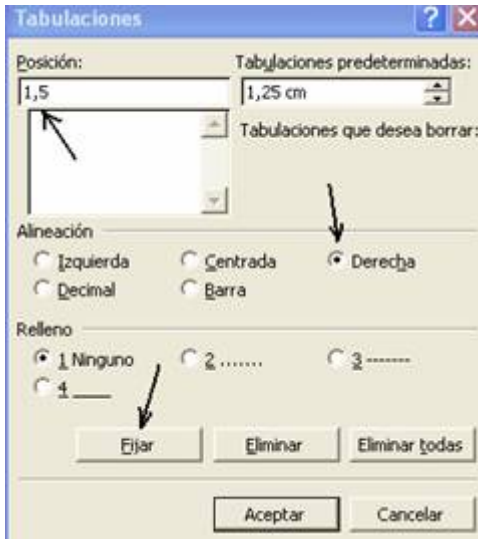 Tabulaciones
Posición: Tabulaciones predeterminadas:
1,5 1,25 cm
Tabulaciones que desea borrar:
Alineación
Izquierda Centrada Derecha
Decimal Barra
Relleno
1 Ninguno 2 ....... 3 -------
4 ____
Fijar Eliminar Eliminar todas
Aceptar Cancelar